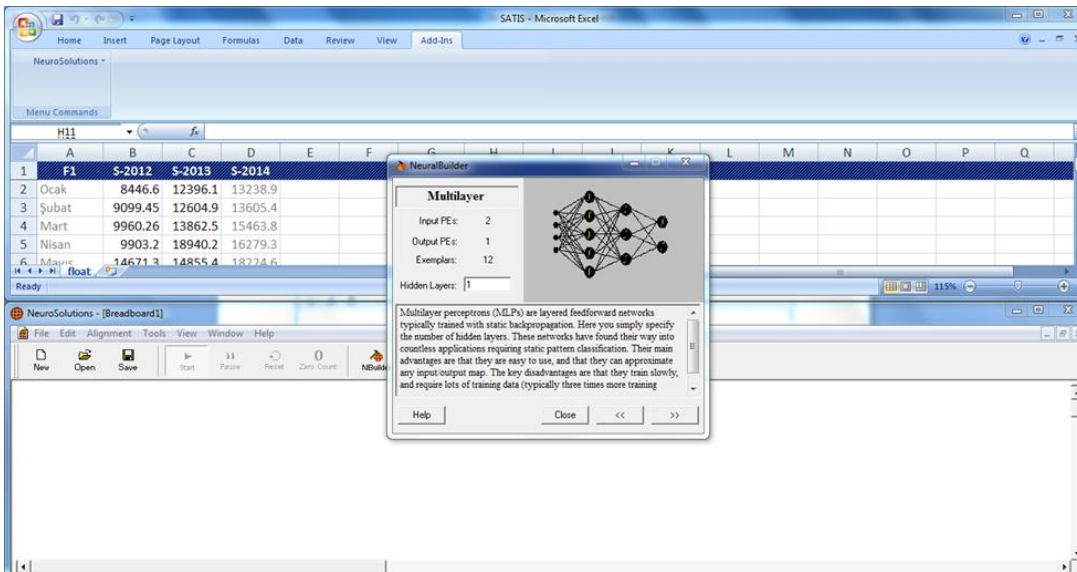 SATIS - Microsoft Excel
Home Insert Page Layout Formulas Data Review View Add-Ins
NeuroSolutions
Menu Commands
H11 fx
A B C D E F G H I J K L M N O P Q
1 F1 S-2012 S-2013 S-2014
2 Ocak 8446.6 12396.1 13238.9
3 Şubat 9099.45 12604.9 13605.4
4 Mart 9960.26 13862.5 15463.8
5 Nisan 9903.2 18940.2 16279.3
6 Mayıs 14671.3 14855.4 18224.6
float
Ready 115%
NeuralBuilder
Multilayer
Input PEs: 2
Output PEs: 1
Exemplars: 12
Hidden Layers: 1
Multilayer perceptrons (MLPs) are layered feedforward networks
typically trained with static backpropagation. Here you simply specify
the number of hidden layers. These networks have found their way into
countless applications requiring static pattern classification. Their main
advantages are that they are easy to use, and that they can approximate
any input/output map. The key disadvantages are that they train slowly,
and require lots of training data (typically three times more training
Help Close << >>
NeuroSolutions - [Breadboard1]
File Edit Alignment Tools View Window Help
New Open Save Start Pause Reset Zero Count